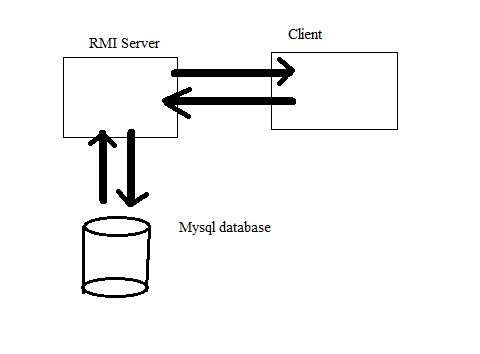 Client
RMI Server
Mysql database